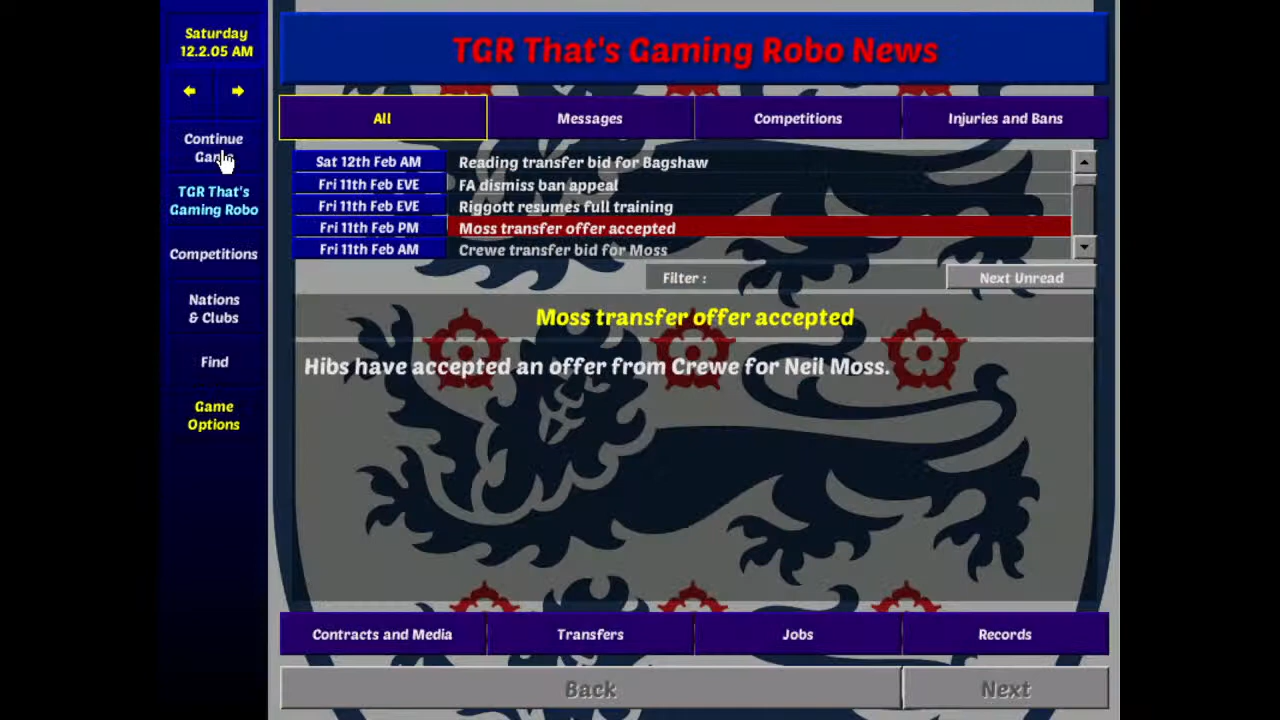 Saturday
12.2.05 AM
Continue
Game
TGR That's
Gaming Robo
Competitions
Nations
& Clubs
Find
Game
Options
TGR That's Gaming Robo News
All
Messages
Competitions
Injuries and Bans
Sat 12th Feb AM Reading transfer bid for Bagshaw
Fri 11th Feb EVE FA dismiss ban appeal
Fri 11th Feb EVE Riggott resumes full training
Fri 11th Feb PM Moss transfer offer accepted
Fri 11th Feb AM Crewe transfer bid for Moss
Filter :
Next Unread
Moss transfer offer accepted
Hibs have accepted an offer from Crewe for Neil Moss.
Contracts and Media
Transfers
Jobs
Records
Back
Next